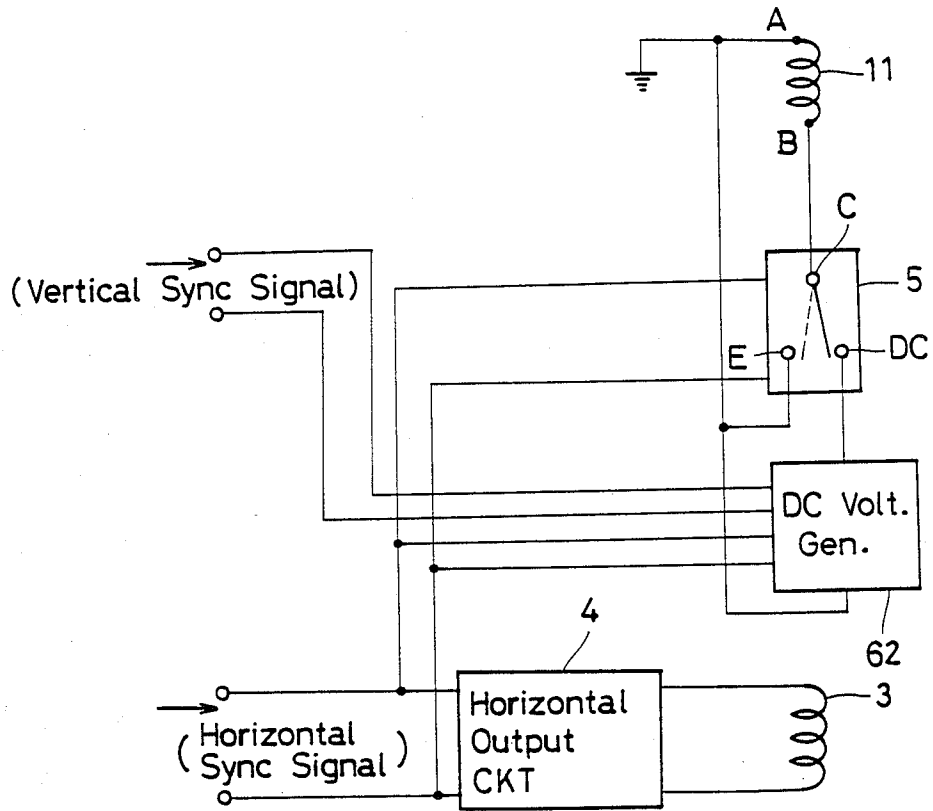 A
11
B
C
(Vertical Sync Signal)
5
E
DC
DC Volt.
Gen.
62
4
Horizontal
Output
CKT
3
(Horizontal
Sync Signal)